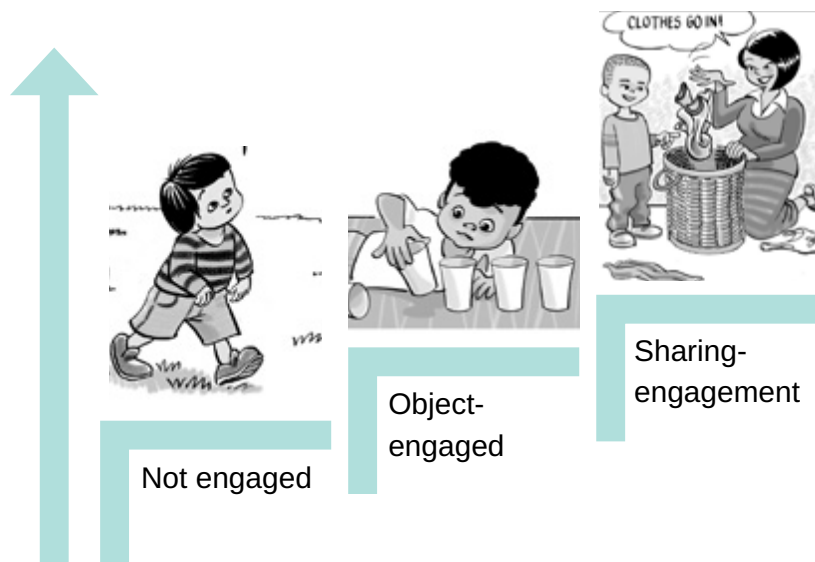 CLOTHES GO IN!
Sharing-
engagement
Object-
engaged
Not engaged